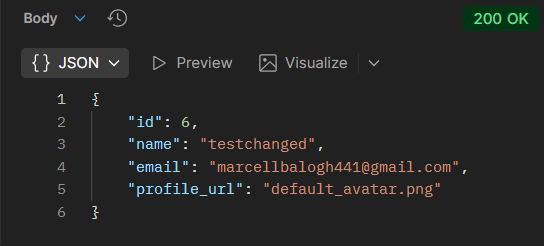 Body 200 OK
{} JSON Preview Visualize
1 {
2 "id": 6,
3 "name": "testchanged",
4 "email": "marcellbalogh441@gmail.com",
5 "profile_url": "default_avatar.png"
6 }